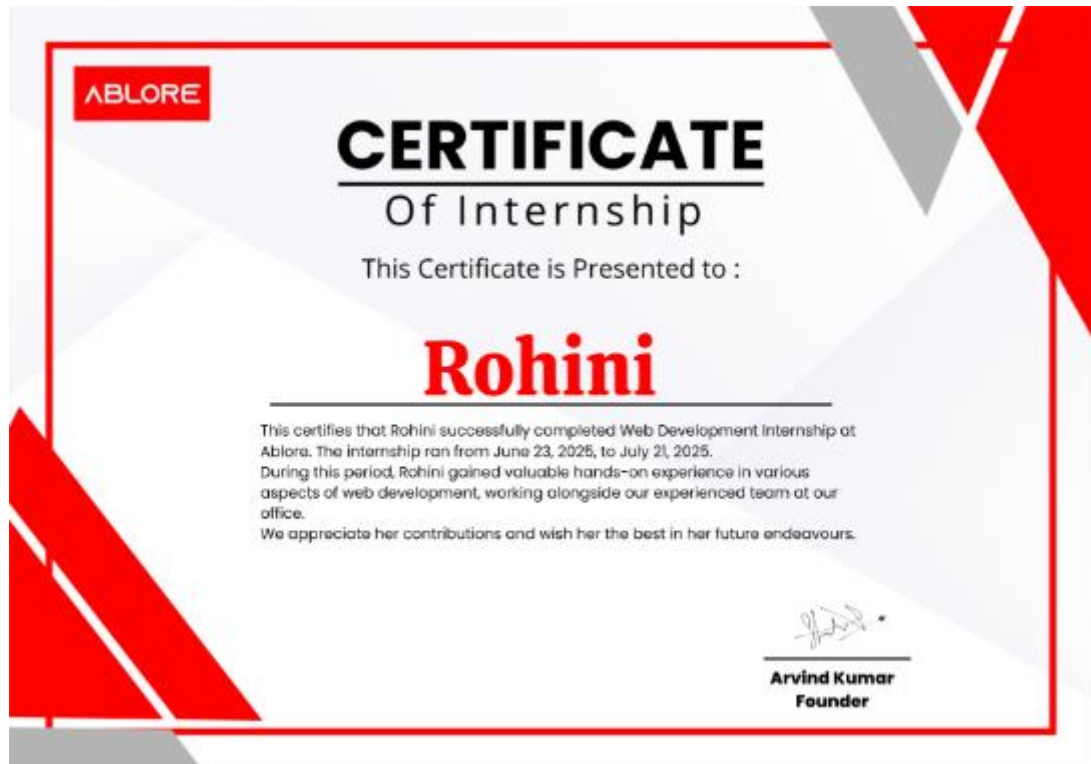 ABLORE
CERTIFICATE
Of Internship
This Certificate is Presented to :
Rohini
This certifies that Rohini successfully completed Web Development Internship at
Ablore. The internship ran from June 23, 2025, to July 21, 2025.
During this period, Rohini gained valuable hands-on experience in various
aspects of web development, working alongside our experienced team at our
office.
We appreciate her contributions and wish her the best in her future endeavours.
Arvind Kumar
Founder